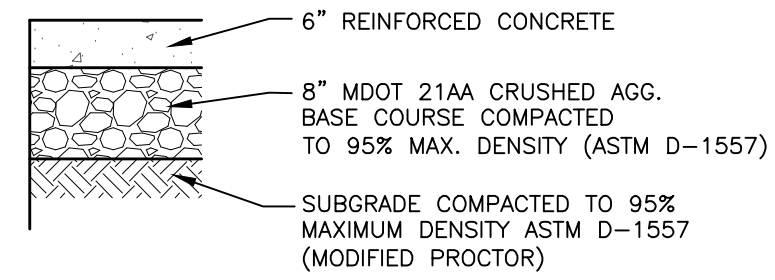 6” REINFORCED CONCRETE
8” MDOT 21AA CRUSHED AGG.
BASE COURSE COMPACTED
TO 95% MAX. DENSITY (ASTM D-1557)
SUBGRADE COMPACTED TO 95%
MAXIMUM DENSITY ASTM D-1557
(MODIFIED PROCTOR)